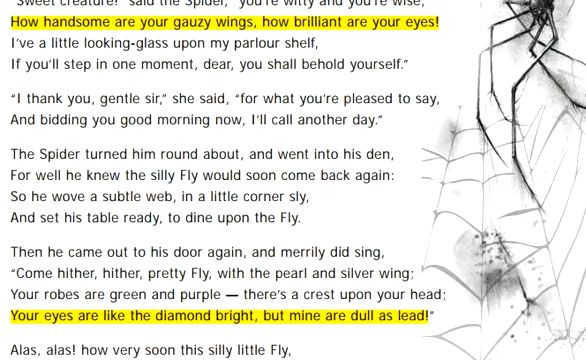 "Sweet creature!" said the Spider, "you're witty and you're wise,
How handsome are your gauzy wings, how brilliant are your eyes!
I've a little looking-glass upon my parlour shelf,
If you'll step in one moment, dear, you shall behold yourself."
"I thank you, gentle sir," she said, "for what you're pleased to say,
And bidding you good morning now, I'll call another day."
The Spider turned him round about, and went into his den,
For well he knew the silly Fly would soon come back again:
So he wove a subtle web, in a little corner sly,
And set his table ready, to dine upon the Fly.
Then he came out to his door again, and merrily did sing,
"Come hither, hither, pretty Fly, with the pearl and silver wing;
Your robes are green and purple — there's a crest upon your head;
Your eyes are like the diamond bright, but mine are dull as lead!"
Alas, alas! how very soon this silly little Fly,